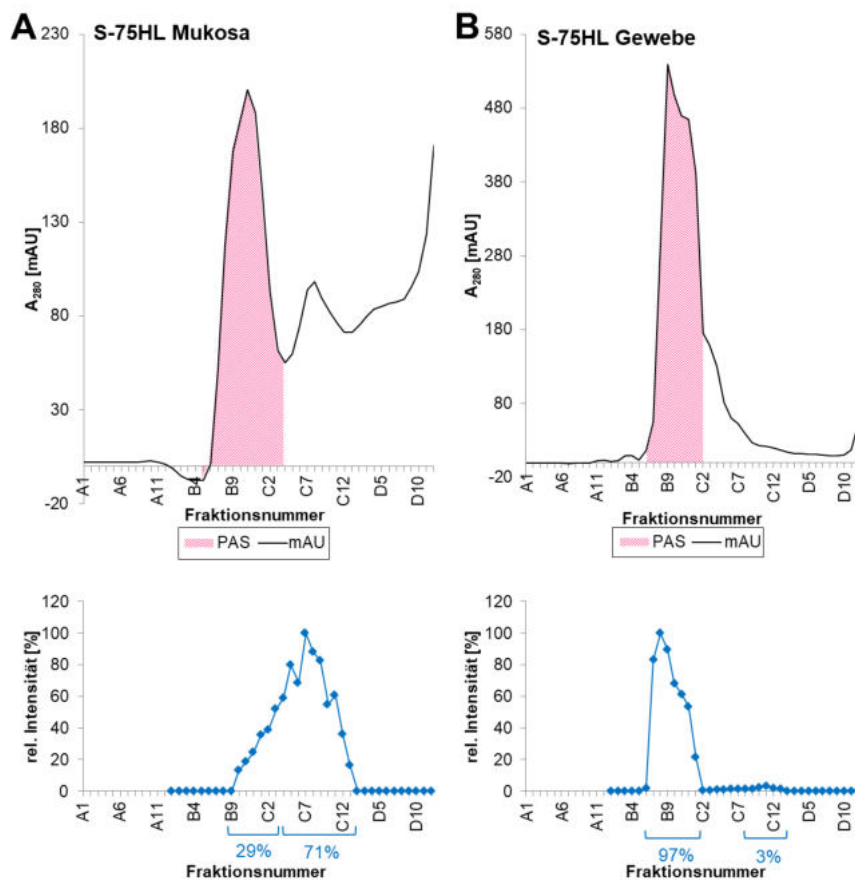 A
S-75HL Mukosa
A280 [mAU]
230
180
130
80
30
-20
A1 A6 A11 B4 B9 C2 C7 C12 D5 D10
Fraktionsnummer
PAS mAU
rel. Intensität [%]
120
100
80
60
40
20
0
A1 A6 A11 B4 B9 C2 C7 C12 D5 D10
29% 71%
Fraktionsnummer
B
S-75HL Gewebe
A280 [mAU]
580
480
380
280
180
80
-20
A1 A6 A11 B4 B9 C2 C7 C12 D5 D10
Fraktionsnummer
PAS mAU
rel. Intensität [%]
120
100
80
60
40
20
0
A1 A6 A11 B4 B9 C2 C7 C12 D5 D10
97% 3%
Fraktionsnummer